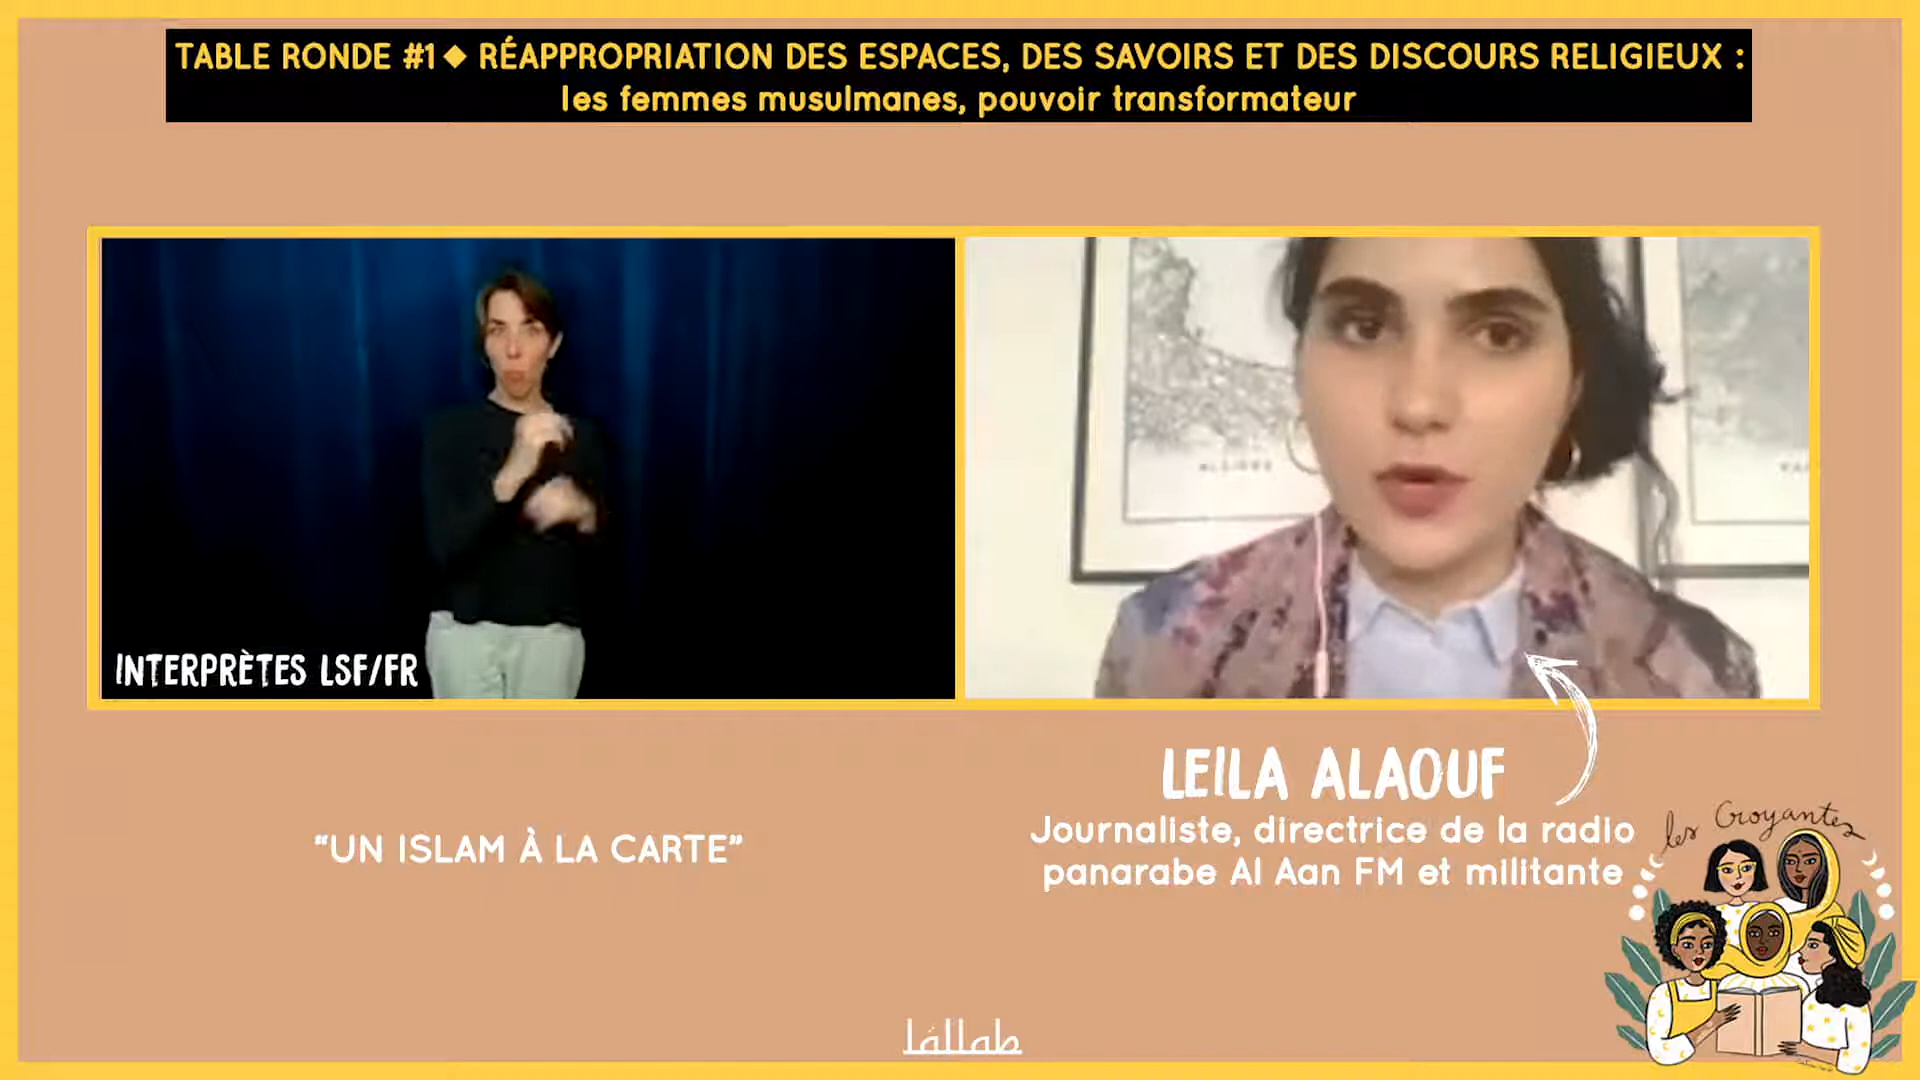 TABLE RONDE #1◆ RÉAPPROPRIATION DES ESPACES, DES SAVOIRS ET DES DISCOURS RELIGIEUX :
les femmes musulmanes, pouvoir transformateur
INTERPRÈTES LSF/FR
“UN ISLAM À LA CARTE”
LEILA ALAOUF
Journaliste, directrice de la radio
panarabe Al Aan FM et militante
les Croyantes
lallab